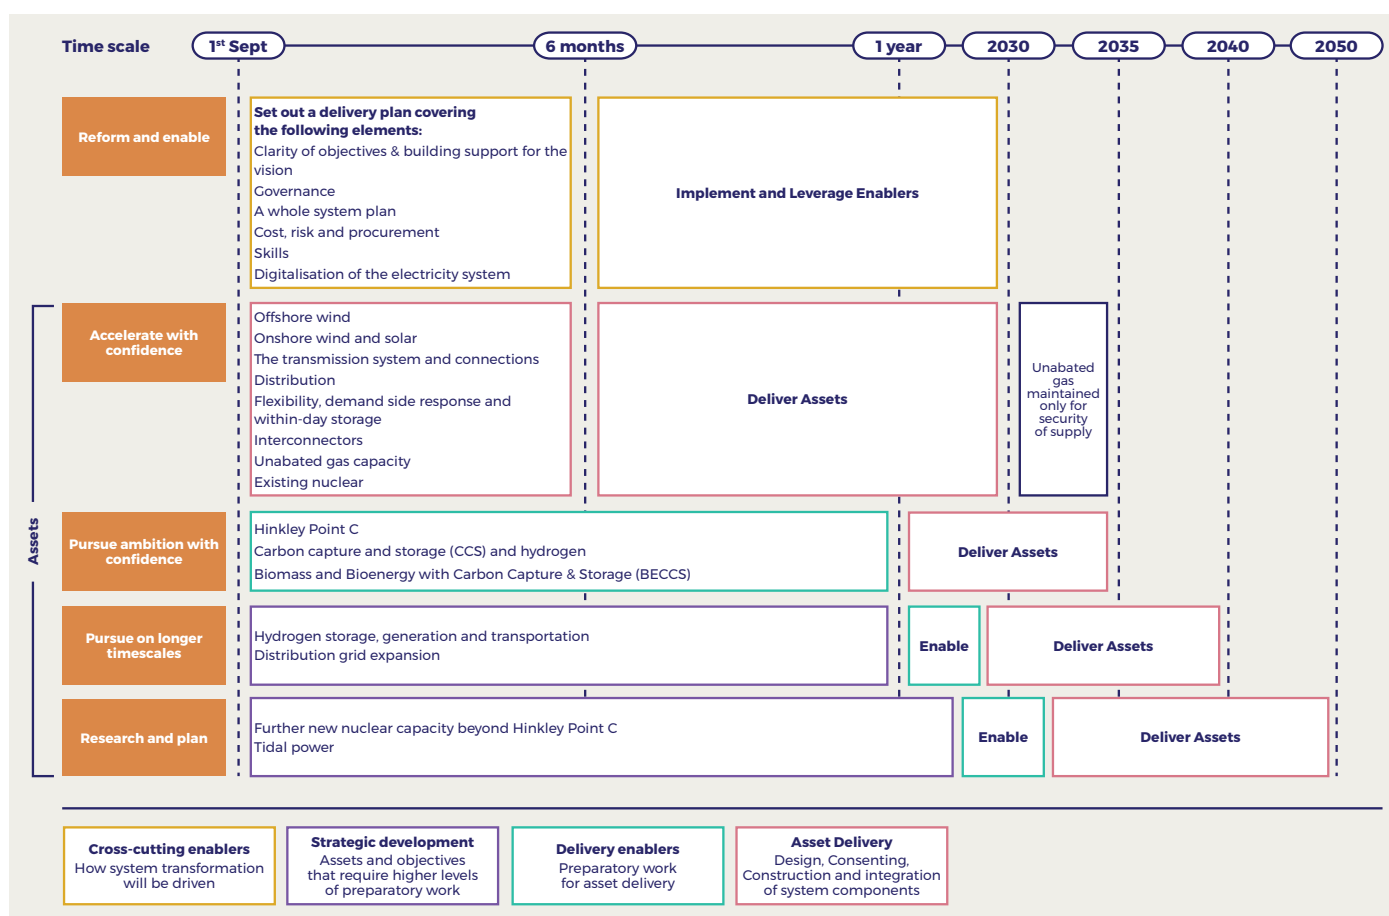 Time scale
1st Sept
6 months
1 year
2030
2035
2040
2050
Reform and enable
Set out a delivery plan covering
the following elements:
Clarity of objectives & building support for the
vision
Governance
A whole system plan
Cost, risk and procurement
Skills
Digitalisation of the electricity system
Implement and Leverage Enablers
Assets
Accelerate with
confidence
Offshore wind
Onshore wind and solar
The transmission system and connections
Distribution
Flexibility, demand side response and
within-day storage
Interconnectors
Unabated gas capacity
Existing nuclear
Deliver Assets
Unabated
gas
maintained
only for
security
of supply
Pursue ambition with
confidence
Hinkley Point C
Carbon capture and storage (CCS) and hydrogen
Biomass and Bioenergy with Carbon Capture & Storage (BECCS)
Deliver Assets
Pursue on longer
timescales
Hydrogen storage, generation and transportation
Distribution grid expansion
Enable
Deliver Assets
Research and plan
Further new nuclear capacity beyond Hinkley Point C
Tidal power
Enable
Deliver Assets
Cross-cutting enablers
How system transformation
will be driven
Strategic development
Assets and objectives
that require higher levels
of preparatory work
Delivery enablers
Preparatory work
for asset delivery
Asset Delivery
Design, Consenting,
Construction and integration
of system components